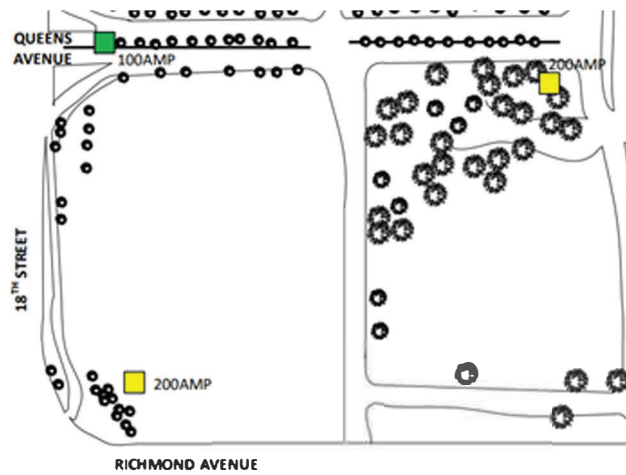 QUEENS
AVENUE
100AMP
200AMP
18TH STREET
200AMP
RICHMOND AVENUE